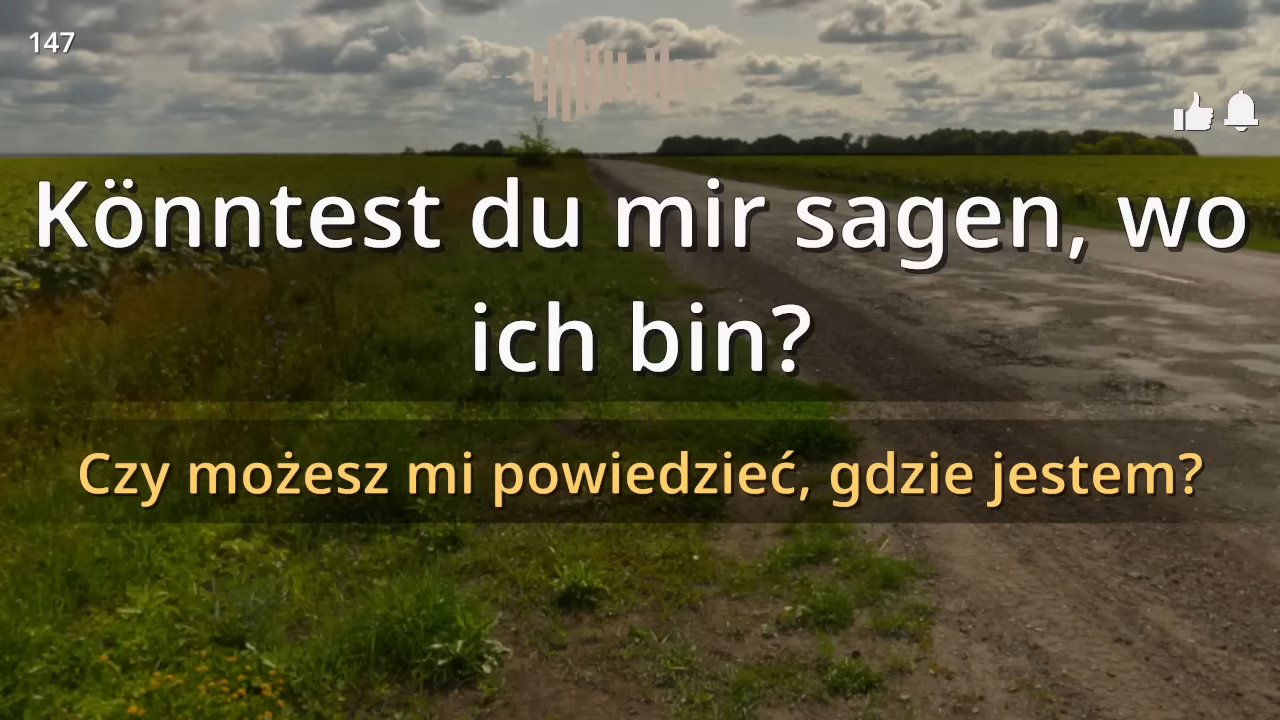 147
Könntest du mir sagen, wo
ich bin?
Czy możesz mi powiedzieć, gdzie jestem?